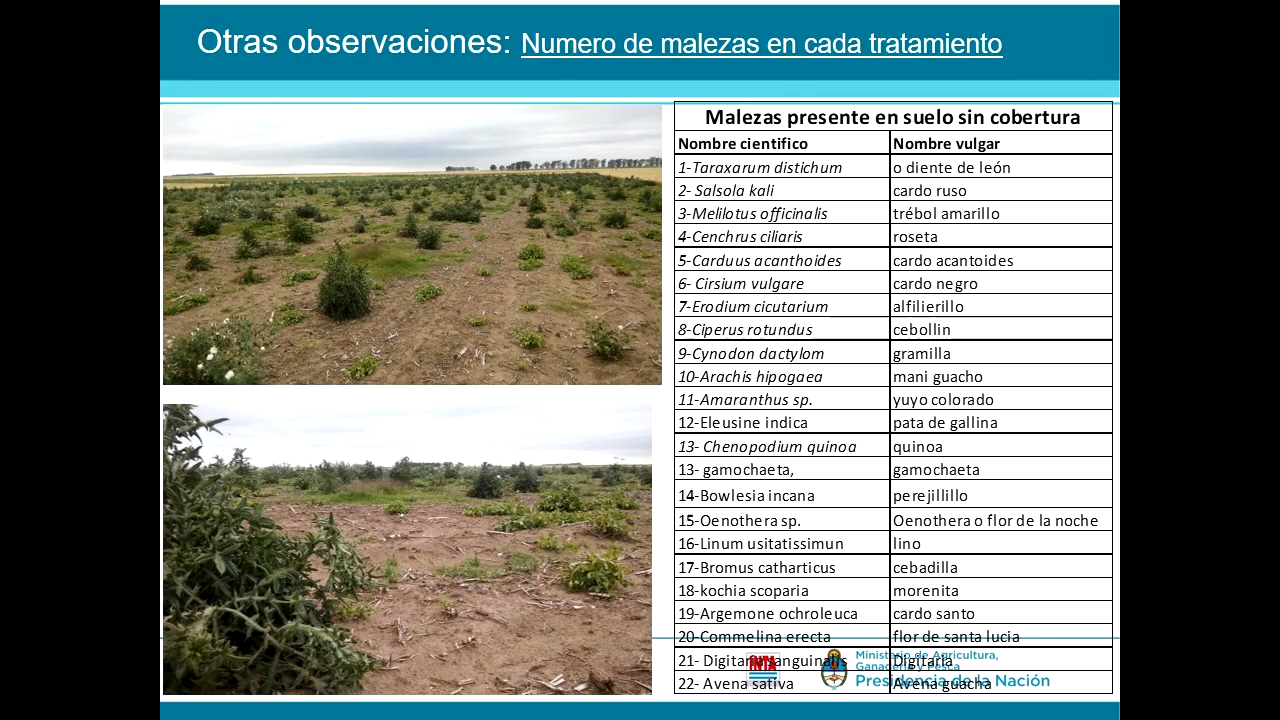 Otras observaciones: Numero de malezas en cada tratamiento
Malezas presente en suelo sin cobertura
Nombre cientifico Nombre vulgar
1-Taraxarum distichum o diente de león
2- Salsola kali cardo ruso
3-Melilotus officinalis trébol amarillo
4-Cenchrus ciliaris roseta
5-Carduus acanthoides cardo acantoides
6- Cirsium vulgare cardo negro
7-Erodium cicutarium alfilierillo
8-Ciperus rotundus cebollin
9-Cynodon dactylom gramilla
10-Arachis hipogaea mani guacho
11-Amaranthus sp. yuyo colorado
12-Eleusine indica pata de gallina
13- Chenopodium quinoa quinoa
13- gamochaeta, gamochaeta
14-Bowlesia incana perejillillo
15-Oenothera sp. Oenothera o flor de la noche
16-Linum usitatissimun lino
17-Bromus catharticus cebadilla
18-kochia scoparia morenita
19-Argemone ochroleuca cardo santo
20-Commelina erecta flor de santa lucia
21- Digitaria sanguinalis Digitaria
22- Avena sativa Avena guacha
INTA
Ministerio de Agricultura,
Ganadería y Pesca
Presidencia de la Nación